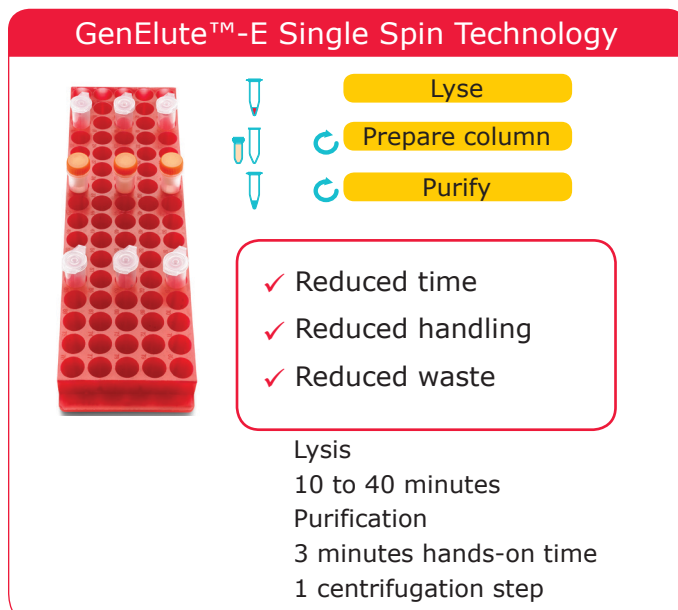 GenElute™-E Single Spin Technology
Lyse
Prepare column
Purify
✓ Reduced time
✓ Reduced handling
✓ Reduced waste
Lysis
10 to 40 minutes
Purification
3 minutes hands-on time
1 centrifugation step